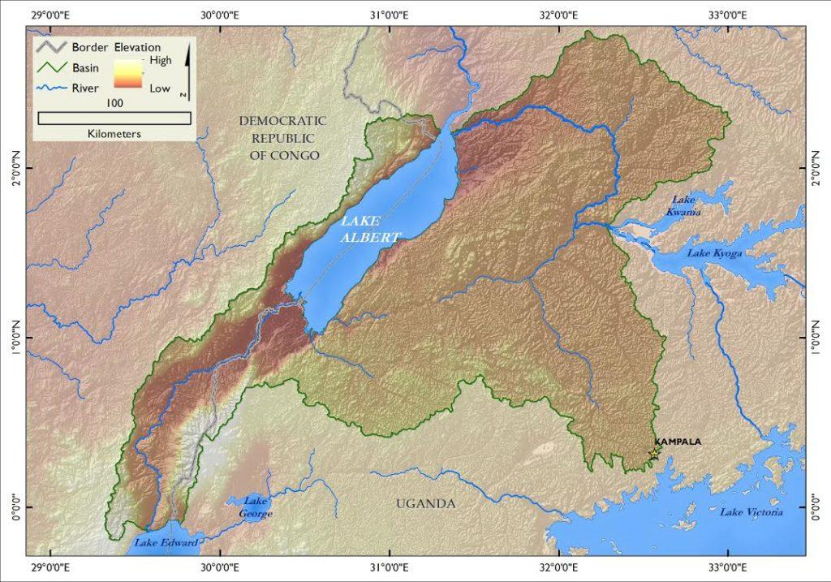 29°0'0"E 30°0'0"E 31°0'0"E 32°0'0"E 33°0'0"E
Border Elevation
Basin
High
River
Low
N
100
Kilometers
DEMOCRATIC
REPUBLIC
OF CONGO
2°0'0"N
2°0'0"N
LAKE
ALBERT
Lake
Kwania
Lake Kyoga
1°0'0"N
1°0'0"N
KAMPALA
Lake
George
UGANDA
Lake Victoria
0°0'0"
0°0'0"
Lake Edward
29°0'0"E 30°0'0"E 31°0'0"E 32°0'0"E 33°0'0"E